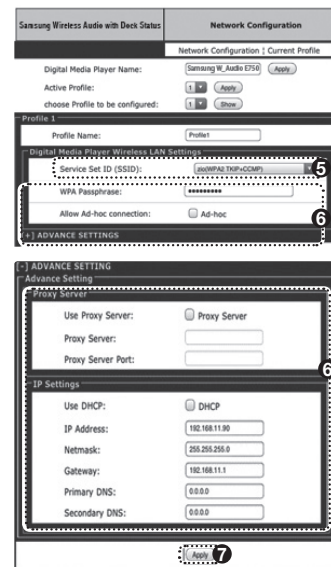 Samsung Wireless Audio with Dock Status
Network Configuration
Network Configuration ¦ Current Profile
Digital Media Player Name: Samsung W_Audio E750 Apply
Active Profile: 1 Apply
choose Profile to be configured: 1 Show
Profile 1
Profile Name: Profile1
Digital Media Player Wireless LAN Settings
Service Set ID (SSID): zio(WPA2 TKIP+CCMP) 5
WPA Passphrase: •••••••••
Allow Ad-hoc connection: Ad-hoc 6
[+] ADVANCE SETTINGS
[-] ADVANCE SETTING
Advance Setting
Proxy Server
Use Proxy Server: Proxy Server
Proxy Server:
Proxy Server Port:
6
IP Settings
Use DHCP: DHCP
IP Address: 192.168.11.90
Netmask: 255.255.255.0
Gateway: 192.168.11.1
Primary DNS: 0.0.0.0
Secondary DNS: 0.0.0.0
Apply 7